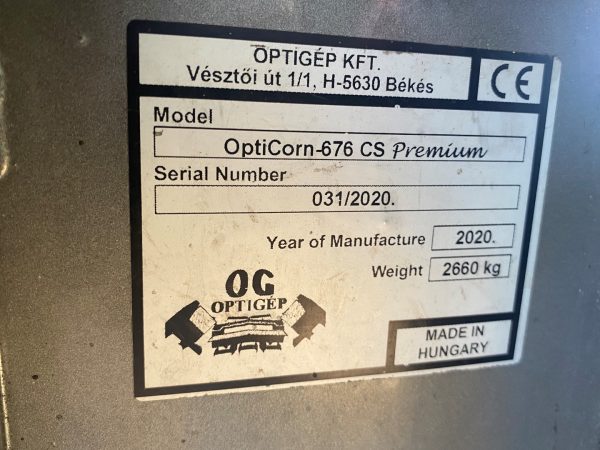 OPTIGÉP KFT.
Vésztői út 1/1, H-5630 Békés
CE
Model
OptiCorn-676 CS Premium
Serial Number
031/2020.
Year of Manufacture 2020.
Weight 2660 kg
OG
OPTIGÉP
MADE IN
HUNGARY